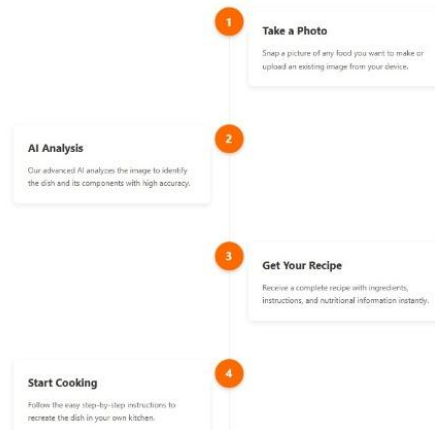 1
Take a Photo
Snap a picture of any food you want to make or
upload an existing image from your device.
2
AI Analysis
Our advanced AI analyzes the image to identify
the dish and its components with high accuracy.
3
Get Your Recipe
Receive a complete recipe with ingredients,
instructions, and nutritional information instantly.
4
Start Cooking
Follow the easy step-by-step instructions to
recreate the dish in your own kitchen.